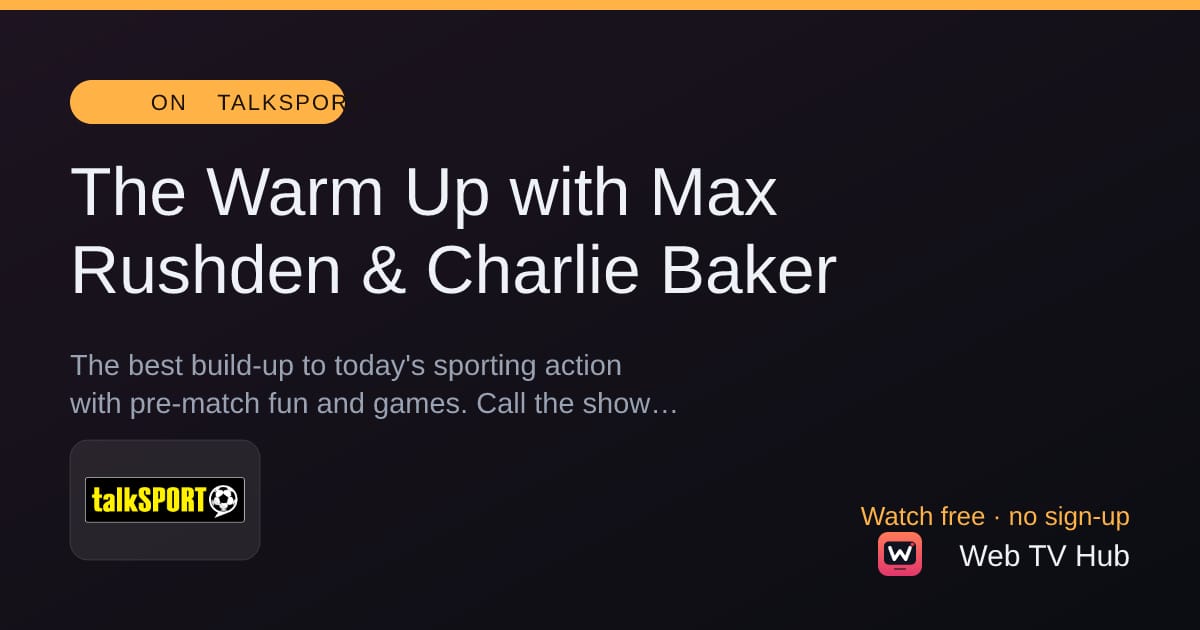 ON TALKSPOR
The Warm Up with Max
Rushden & Charlie Baker
The best build-up to today's sporting action
with pre-match fun and games. Call the show…
talkSPORT
Watch free · no sign-up
W
Web TV Hub